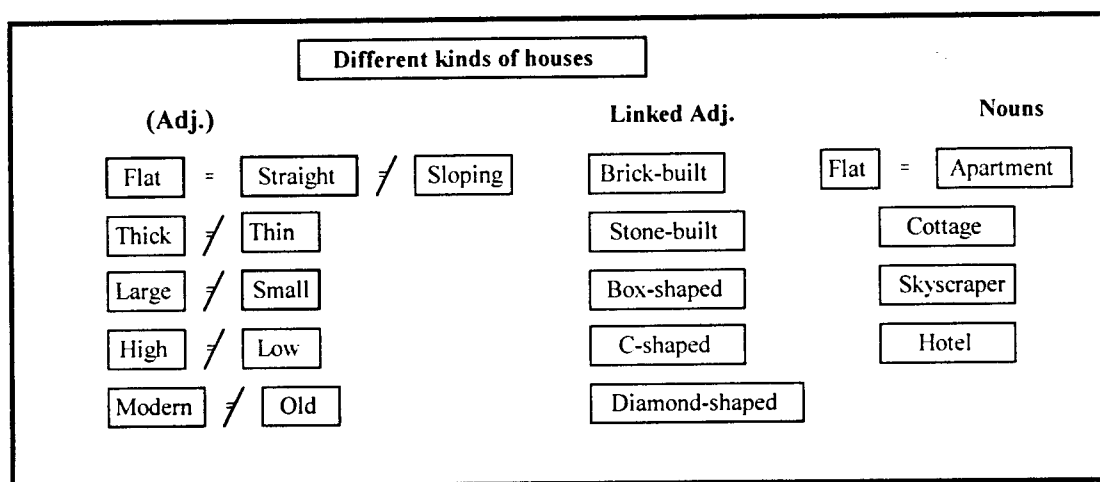 Different kinds of houses
(Adj.) Linked Adj. Nouns
Flat = Straight ≠ Sloping Brick-built Flat = Apartment
Thick ≠ Thin Stone-built Cottage
Large ≠ Small Box-shaped Skyscraper
High ≠ Low C-shaped Hotel
Modern ≠ Old Diamond-shaped